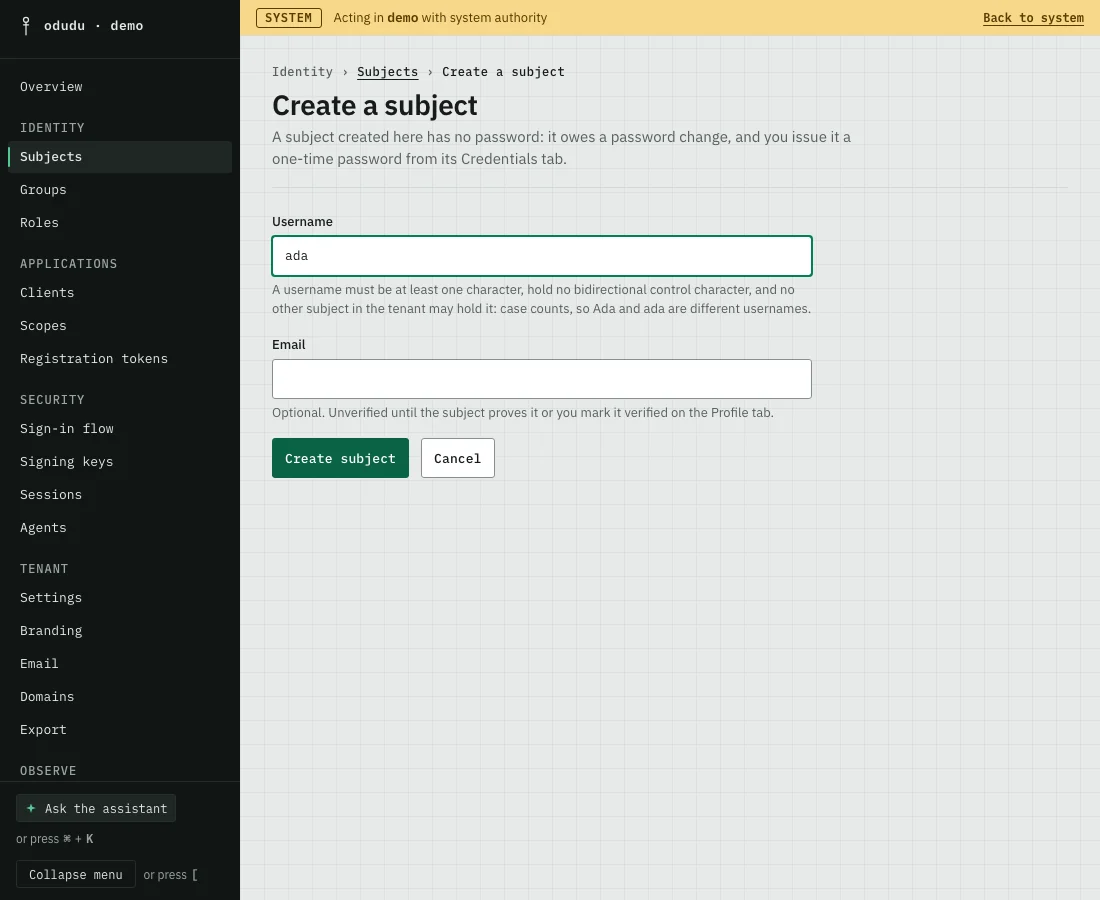 odudu · demo
SYSTEM Acting in demo with system authority Back to system
Overview
IDENTITY
Subjects
Groups
Roles
APPLICATIONS
Clients
Scopes
Registration tokens
SECURITY
Sign-in flow
Signing keys
Sessions
Agents
TENANT
Settings
Branding
Email
Domains
Export
OBSERVE
Ask the assistant
or press ⌘ + K
Collapse menu or press [
Identity › Subjects › Create a subject
Create a subject
A subject created here has no password: it owes a password change, and you issue it a
one-time password from its Credentials tab.
Username
ada
A username must be at least one character, hold no bidirectional control character, and no
other subject in the tenant may hold it: case counts, so Ada and ada are different usernames.
Email
Optional. Unverified until the subject proves it or you mark it verified on the Profile tab.
Create subject Cancel